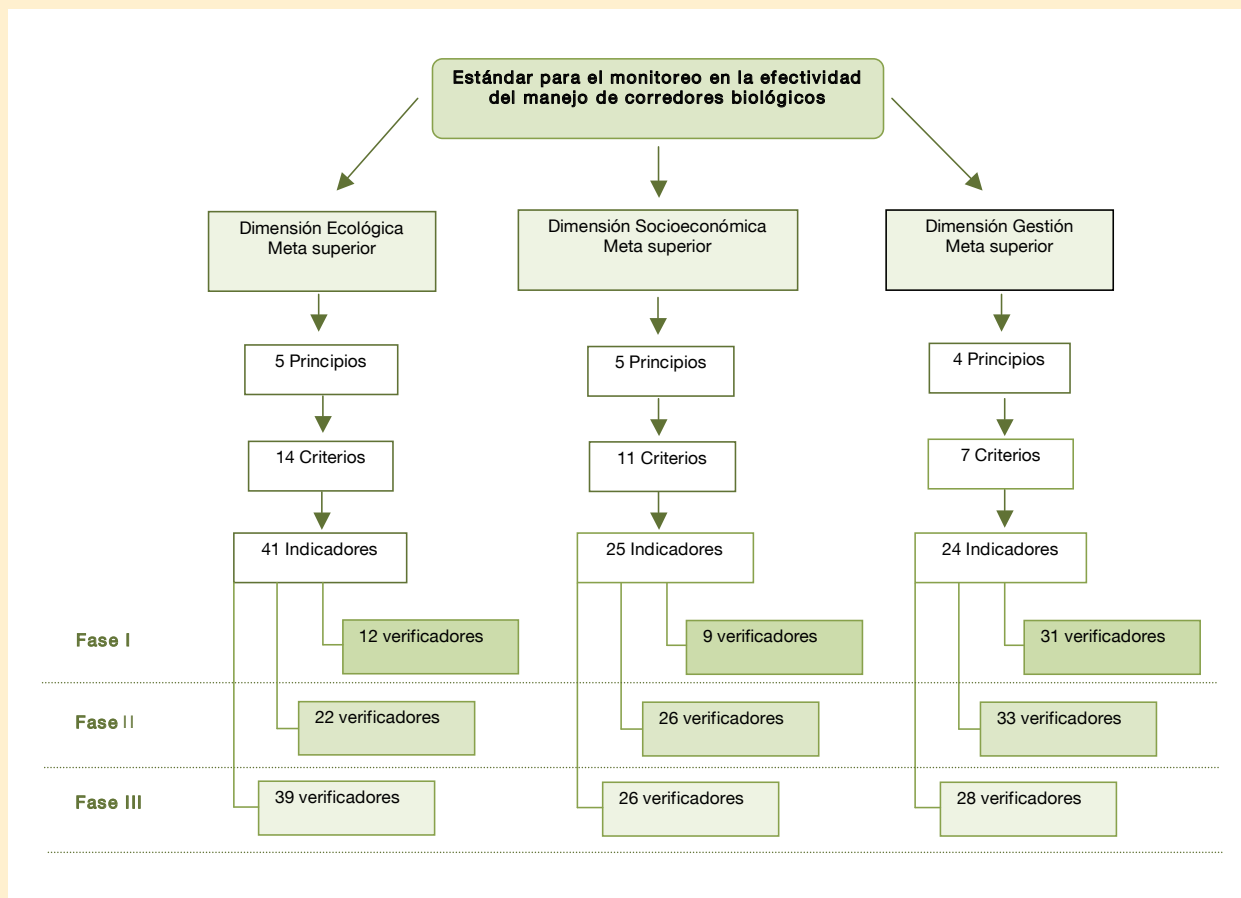 Estándar para el monitoreo en la efectividad
del manejo de corredores biológicos
Dimensión Ecológica
Meta superior
Dimensión Socioeconómica
Meta superior
Dimensión Gestión
Meta superior
5 Principios
5 Principios
4 Principios
14 Criterios
11 Criterios
7 Criterios
41 Indicadores
25 Indicadores
24 Indicadores
Fase I
12 verificadores
9 verificadores
31 verificadores
Fase II
22 verificadores
26 verificadores
33 verificadores
Fase III
39 verificadores
26 verificadores
28 verificadores